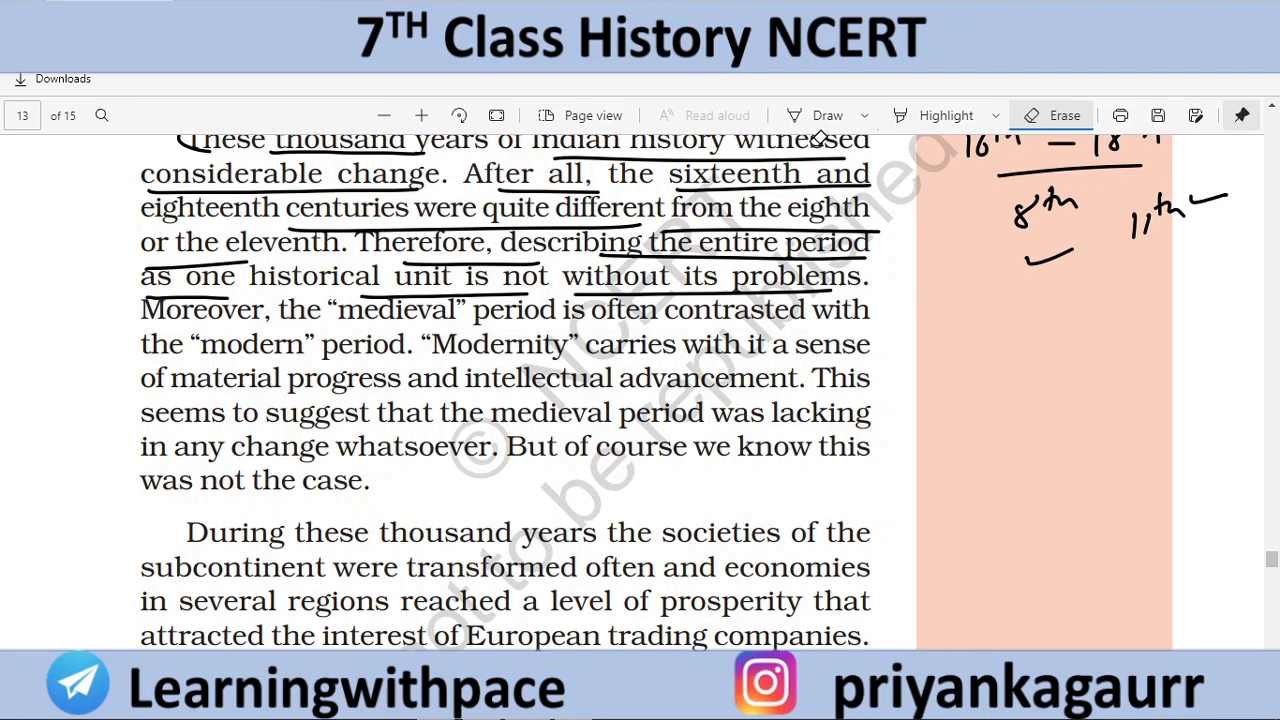 7TH Class History NCERT
Downloads
13 of 15 Page view Read aloud Draw Highlight Erase
These thousand years of Indian history witnessed
considerable change. After all, the sixteenth and
eighteenth centuries were quite different from the eighth
or the eleventh. Therefore, describing the entire period
as one historical unit is not without its problems.
Moreover, the “medieval” period is often contrasted with
the “modern” period. “Modernity” carries with it a sense
of material progress and intellectual advancement. This
seems to suggest that the medieval period was lacking
in any change whatsoever. But of course we know this
was not the case.
During these thousand years the societies of the
subcontinent were transformed often and economies
in several regions reached a level of prosperity that
attracted the interest of European trading companies.
16th – 18th
8th 11th
© NCERT
not to be republished
Learningwithpace
priyankagaurr